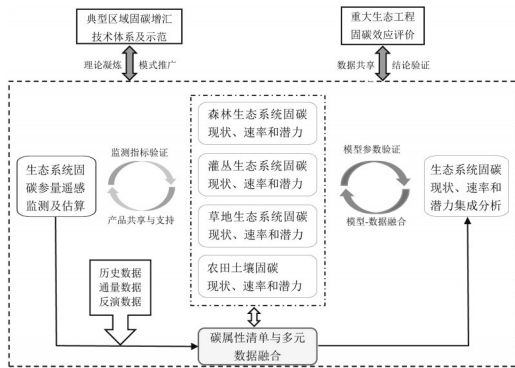 典型区域固碳增汇
技术体系及示范
重大生态工程
固碳效应评价
理论凝炼
模式推广
数据共享
结论验证
森林生态系统固碳
现状、速率和潜力
灌丛生态系统固碳
现状、速率和潜力
草地生态系统固碳
现状、速率和潜力
农田土壤固碳
现状、速率和潜力
生态系统固
碳参量遥感
监测及估算
监测指标验证
产品共享与支持
模型参数验证
模型-数据融合
生态系统固碳
现状、速率和
潜力集成分析
历史数据
通量数据
反演数据
碳属性清单与多元
数据融合